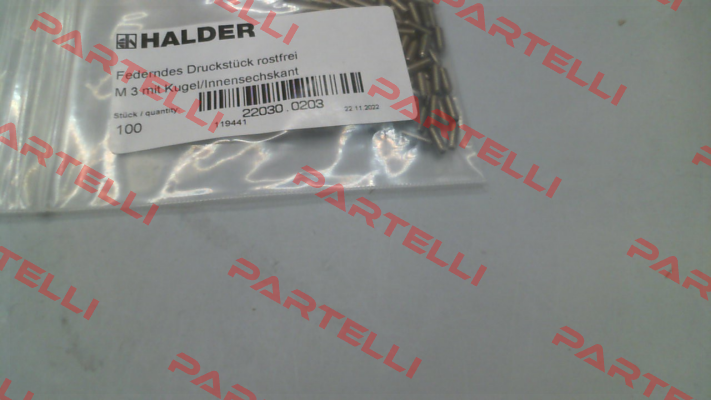 HALDER
Federndes Druckstück rostfrei
M 3 mit Kugel/Innensechskant
Stück / quantity
22030.0203
22.11.2022
100
119441
PARTELLI
PARTELLI
PARTELLI
PARTELLI
PARTELLI
PARTELLI
PARTELLI
PARTELLI
PARTELLI